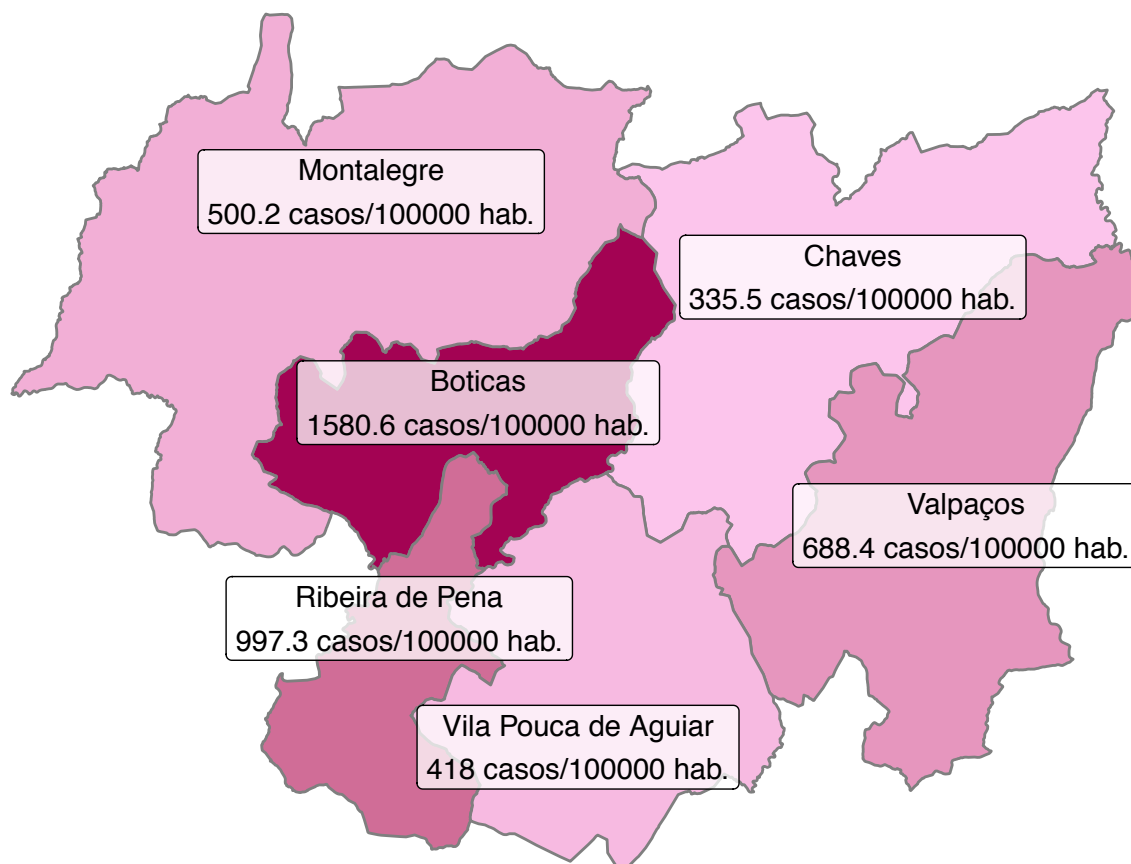 Montalegre
500.2 casos/100000 hab.
Chaves
335.5 casos/100000 hab.
Boticas
1580.6 casos/100000 hab.
Valpaços
688.4 casos/100000 hab.
Ribeira de Pena
997.3 casos/100000 hab.
Vila Pouca de Aguiar
418 casos/100000 hab.